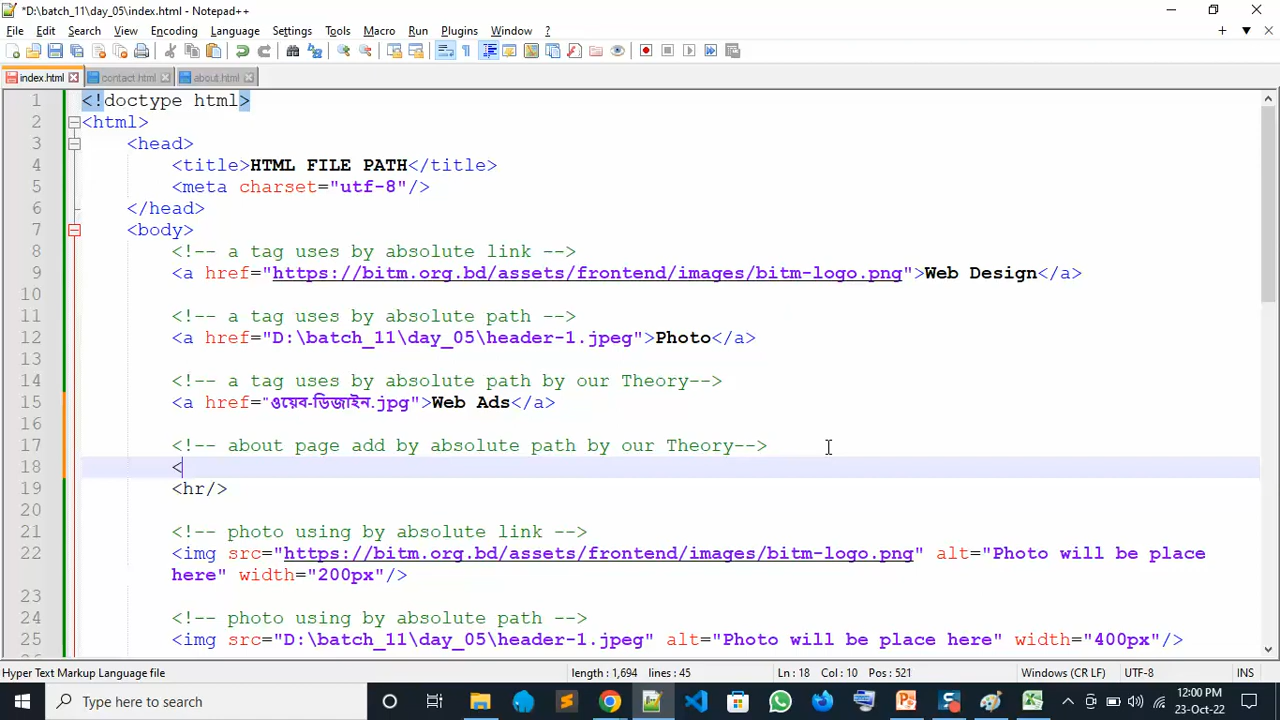 *D:\batch_11\day_05\index.html - Notepad++
File Edit Search View Encoding Language Settings Tools Macro Run Plugins Window ?
index.html contact.html about.html
1 <!doctype html>
2 <html>
3 <head>
4 <title>HTML FILE PATH</title>
5 <meta charset="utf-8"/>
6 </head>
7 <body>
8 <!-- a tag uses by absolute link -->
9 <a href="https://bitm.org.bd/assets/frontend/images/bitm-logo.png">Web Design</a>
10
11 <!-- a tag uses by absolute path -->
12 <a href="D:\batch_11\day_05\header-1.jpeg">Photo</a>
13
14 <!-- a tag uses by absolute path by our Theory-->
15 <a href="ওয়েব-ডিজাইন.jpg">Web Ads</a>
16
17 <!-- about page add by absolute path by our Theory-->
18 <
19 <hr/>
20
21 <!-- photo using by absolute link -->
22 <img src="https://bitm.org.bd/assets/frontend/images/bitm-logo.png" alt="Photo will be place
here" width="200px"/>
23
24 <!-- photo using by absolute path -->
25 <img src="D:\batch_11\day_05\header-1.jpeg" alt="Photo will be place here" width="400px"/>
Hyper Text Markup Language file length : 1,694 lines : 45 Ln : 18 Col : 10 Pos : 521 Windows (CR LF) UTF-8 INS
Type here to search 12:00 PM
23-Oct-22